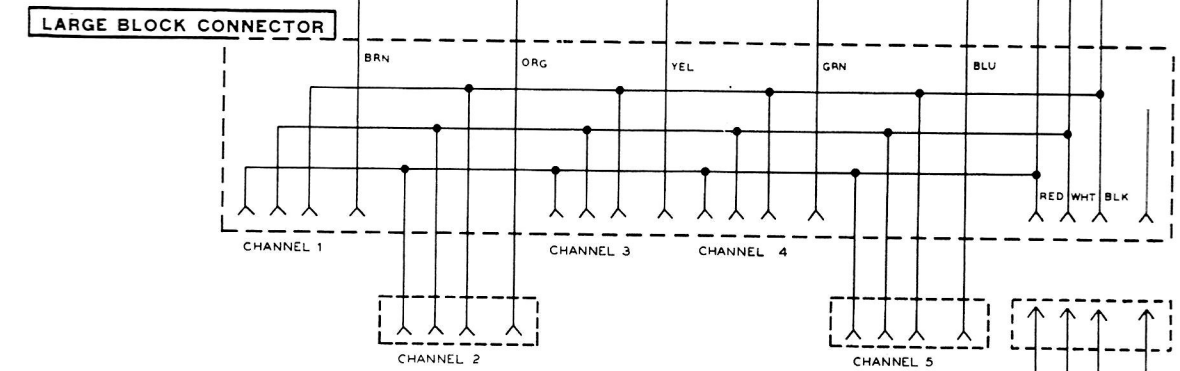 LARGE BLOCK CONNECTOR
BRN
ORG
YEL
GRN
BLU
RED WHT BLK
CHANNEL 1
CHANNEL 3
CHANNEL 4
CHANNEL 2
CHANNEL 5